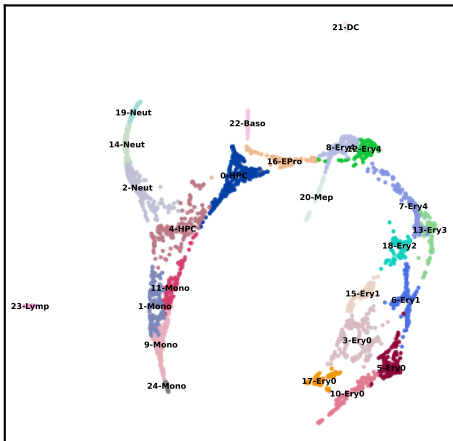 21-DC
19-Neut
22-Baso
14-Neut
8-Ery4
12-Ery4
16-EPro
0-HPC
2-Neut
20-Mep
7-Ery4
4-HPC
13-Ery3
18-Ery2
11-Mono
15-Ery1
6-Ery1
23-Lymp
1-Mono
3-Ery0
9-Mono
5-Ery0
17-Ery0
24-Mono
10-Ery0